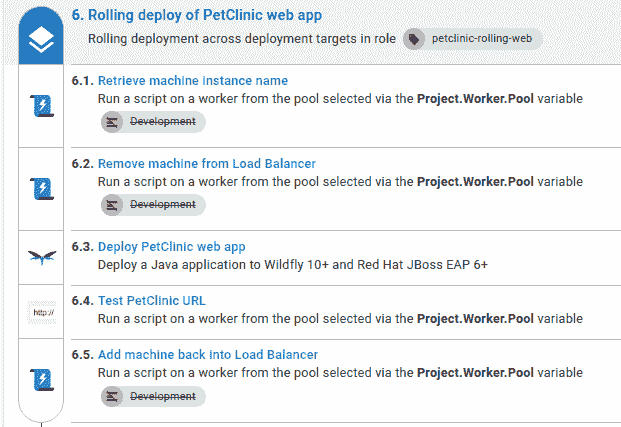 6. Rolling deploy of PetClinic web app
Rolling deployment across deployment targets in role petclinic-rolling-web
6.1. Retrieve machine instance name
Run a script on a worker from the pool selected via the Project.Worker.Pool variable
Development
6.2. Remove machine from Load Balancer
Run a script on a worker from the pool selected via the Project.Worker.Pool variable
Development
6.3. Deploy PetClinic web app
Deploy a Java application to Wildfly 10+ and Red Hat JBoss EAP 6+
http://
6.4. Test PetClinic URL
Run a script on a worker from the pool selected via the Project.Worker.Pool variable
6.5. Add machine back into Load Balancer
Run a script on a worker from the pool selected via the Project.Worker.Pool variable
Development